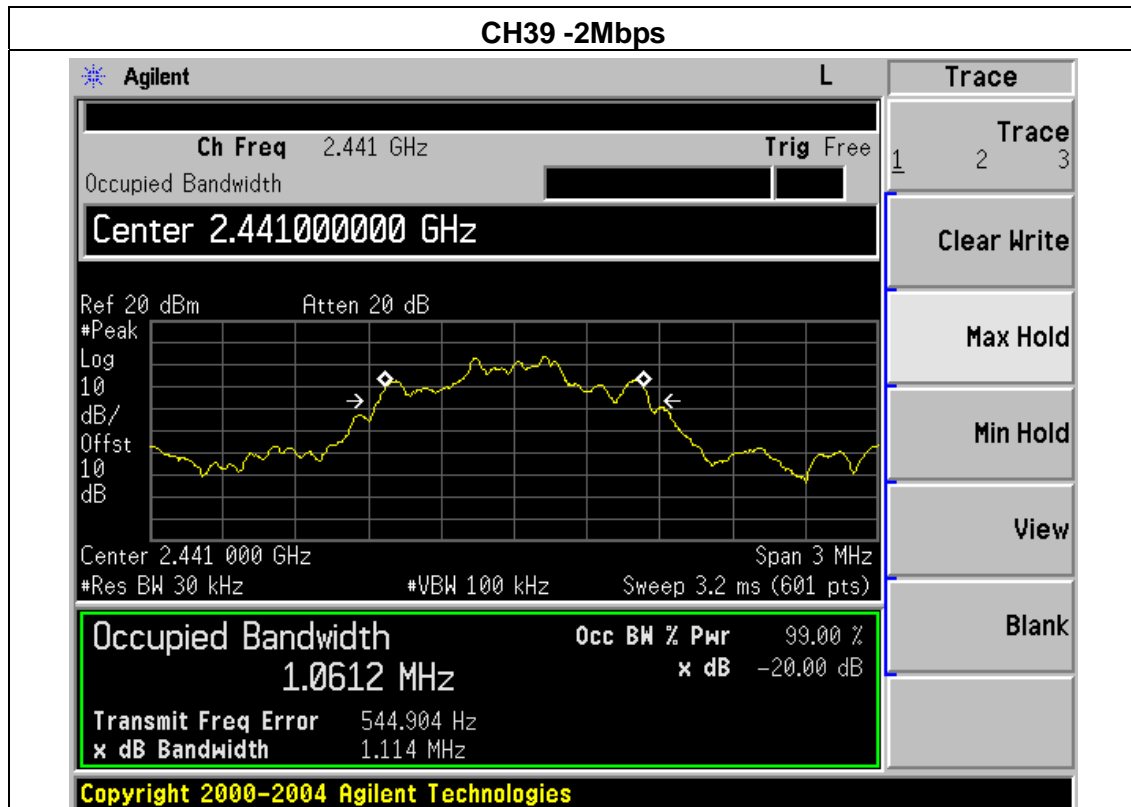 CH39 -2Mbps
Agilent L Trace
Ch Freq 2.441 GHz Trig Free
Occupied Bandwidth
Center 2.441000000 GHz
Ref 20 dBm Atten 20 dB
#Peak
Log
10
dB/
Offst
10
dB
Center 2.441 000 GHz Span 3 MHz
#Res BW 30 kHz #VBW 100 kHz Sweep 3.2 ms (601 pts)
Occupied Bandwidth
1.0612 MHz
Occ BW % Pwr 99.00 %
x dB -20.00 dB
Transmit Freq Error 544.904 Hz
x dB Bandwidth 1.114 MHz
Copyright 2000-2004 Agilent Technologies
Trace
1 2 3
Clear Write
Max Hold
Min Hold
View
Blank